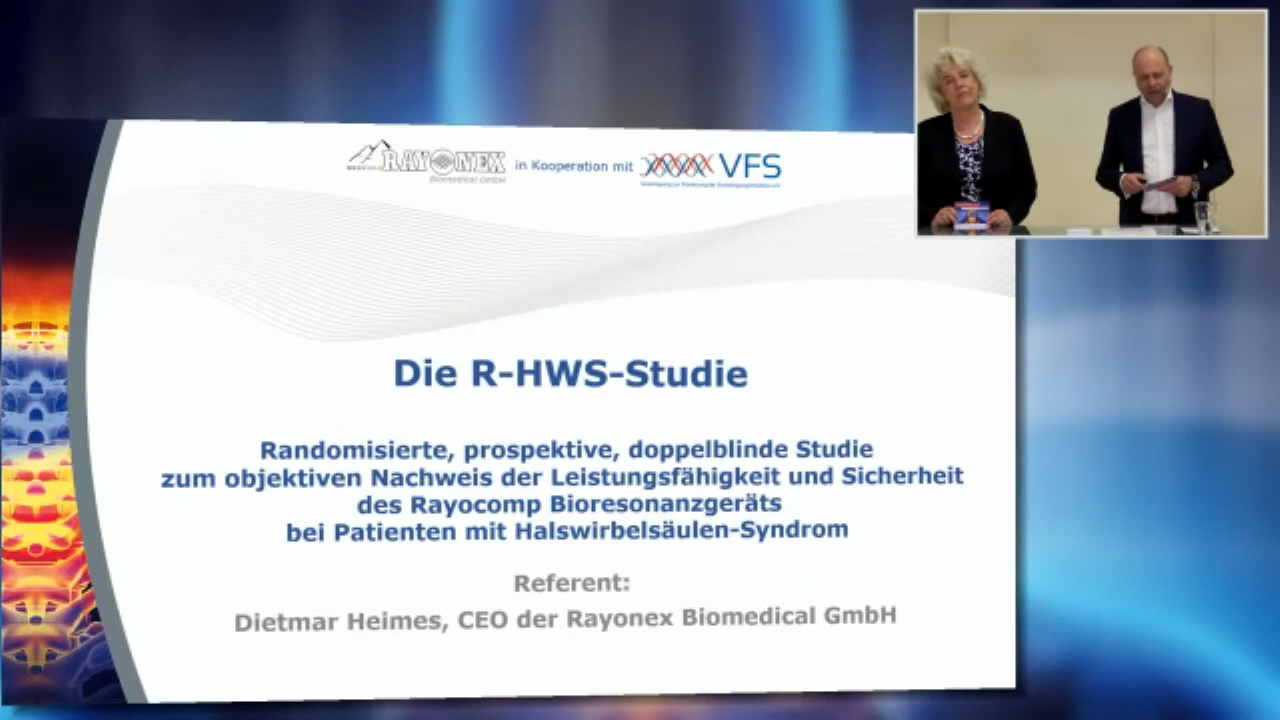 RAYONEX
Biomedical GmbH
in Kooperation mit
VFS
Die R-HWS-Studie
Randomisierte, prospektive, doppelblinde Studie
zum objektiven Nachweis der Leistungsfähigkeit und Sicherheit
des Rayocomp Bioresonanzgeräts
bei Patienten mit Halswirbelsäulen-Syndrom
Referent:
Dietmar Heimes, CEO der Rayonex Biomedical GmbH